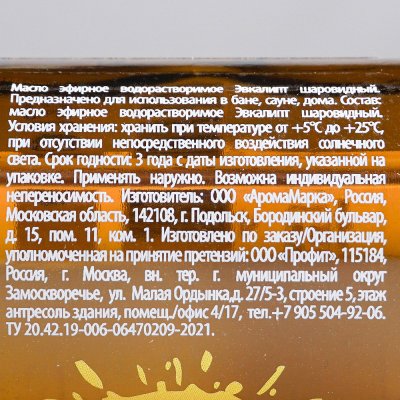 Масло эфирное водорастворимое Эвкалипт шаровидный.
Предназначено для использования в бане, сауне, дома. Состав:
масло эфирное водорастворимое Эвкалипт шаровидный.
Условия хранения: хранить при температуре от +5°С до +25°С,
при отсутствии непосредственного воздействия солнечного
света. Срок годности: 3 года с даты изготовления, указанной на
упаковке. Применять наружно. Возможна индивидуальная
непереносимость. Изготовитель: ООО «АромаМарка», Россия,
Московская область, 142108, г. Подольск, Бородинский бульвар,
д. 15, пом. 11, ком. 1. Изготовлено по заказу/Организация,
уполномоченная на принятие претензий: ООО «Профит», 115184,
Россия, г. Москва, вн. тер. г. муниципальный округ
Замоскворечье, ул. Малая Ордынка,д. 27/5-3, строение 5, этаж
антресоль здания, помещ./офис 4/17, тел.+7 905 504-92-06.
ТУ 20.42.19-006-06470209-2021.